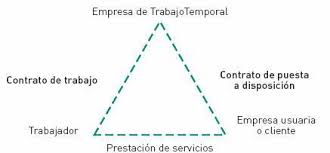 Empresa de TrabajoTemporal
Contrato de trabajo
Contrato de puesta
a disposición
Trabajador
Empresa usuaria
o cliente
Prestación de servicios